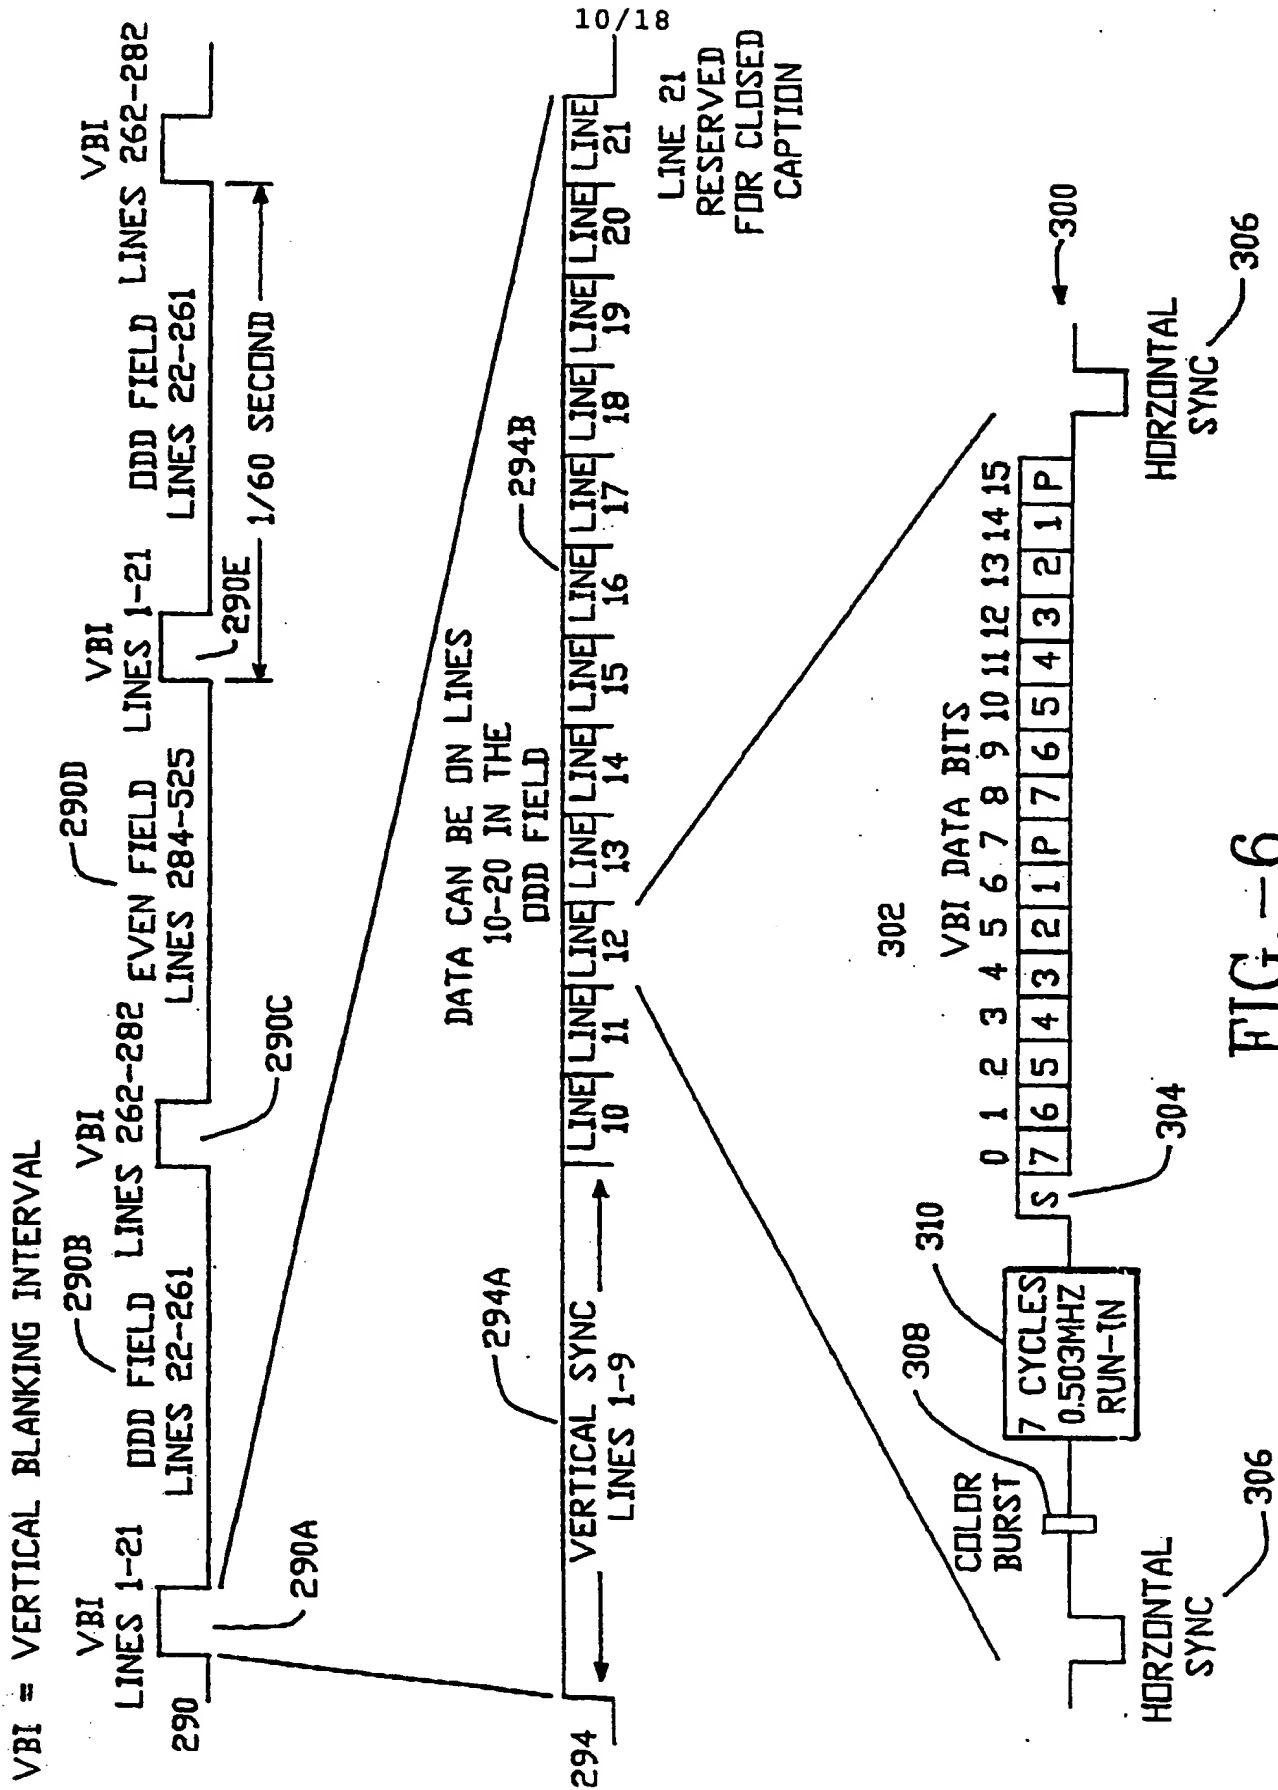 10/18
VBI = VERTICAL BLANKING INTERVAL
VBI
LINES 1-21
290B
ODD FIELD
LINES 22-261
VBI
LINES 262-282
290D
EVEN FIELD
LINES 284-525
VBI
LINES 1-21
ODD FIELD
LINES 22-261
VBI
LINES 262-282
290
290A
290C
290E
1/60 SECOND
294A
DATA CAN BE ON LINES
10-20 IN THE
ODD FIELD
294B
294
VERTICAL SYNC
LINES 1-9
LINE LINE LINE LINE LINE LINE LINE LINE LINE LINE LINE LINE
10 11 12 13 14 15 16 17 18 19 20 21
LINE 21
RESERVED
FOR CLOSED
CAPTION
302
VBI DATA BITS
0 1 2 3 4 5 6 7 8 9 10 11 12 13 14 15
S 7 6 5 4 3 2 1 P 7 6 5 4 3 2 1 P
300
COLOR
BURST
308
310
7 CYCLES
0.503MHZ
RUN-IN
304
HORZONTAL
SYNC
306
HORZONTAL
SYNC
306
FIG.-6